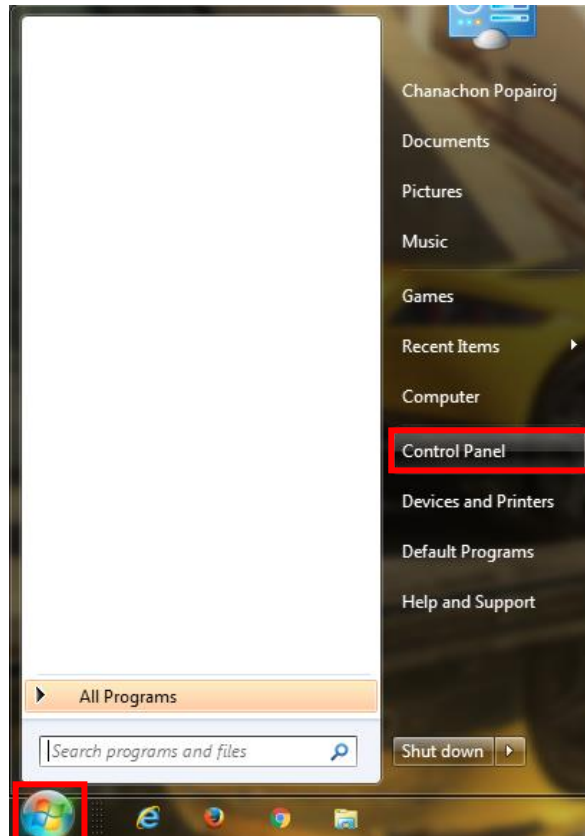 Chanachon Popairoj
Documents
Pictures
Music
Games
Recent Items
Computer
Control Panel
Devices and Printers
Default Programs
Help and Support
All Programs
Search programs and files
Shut down